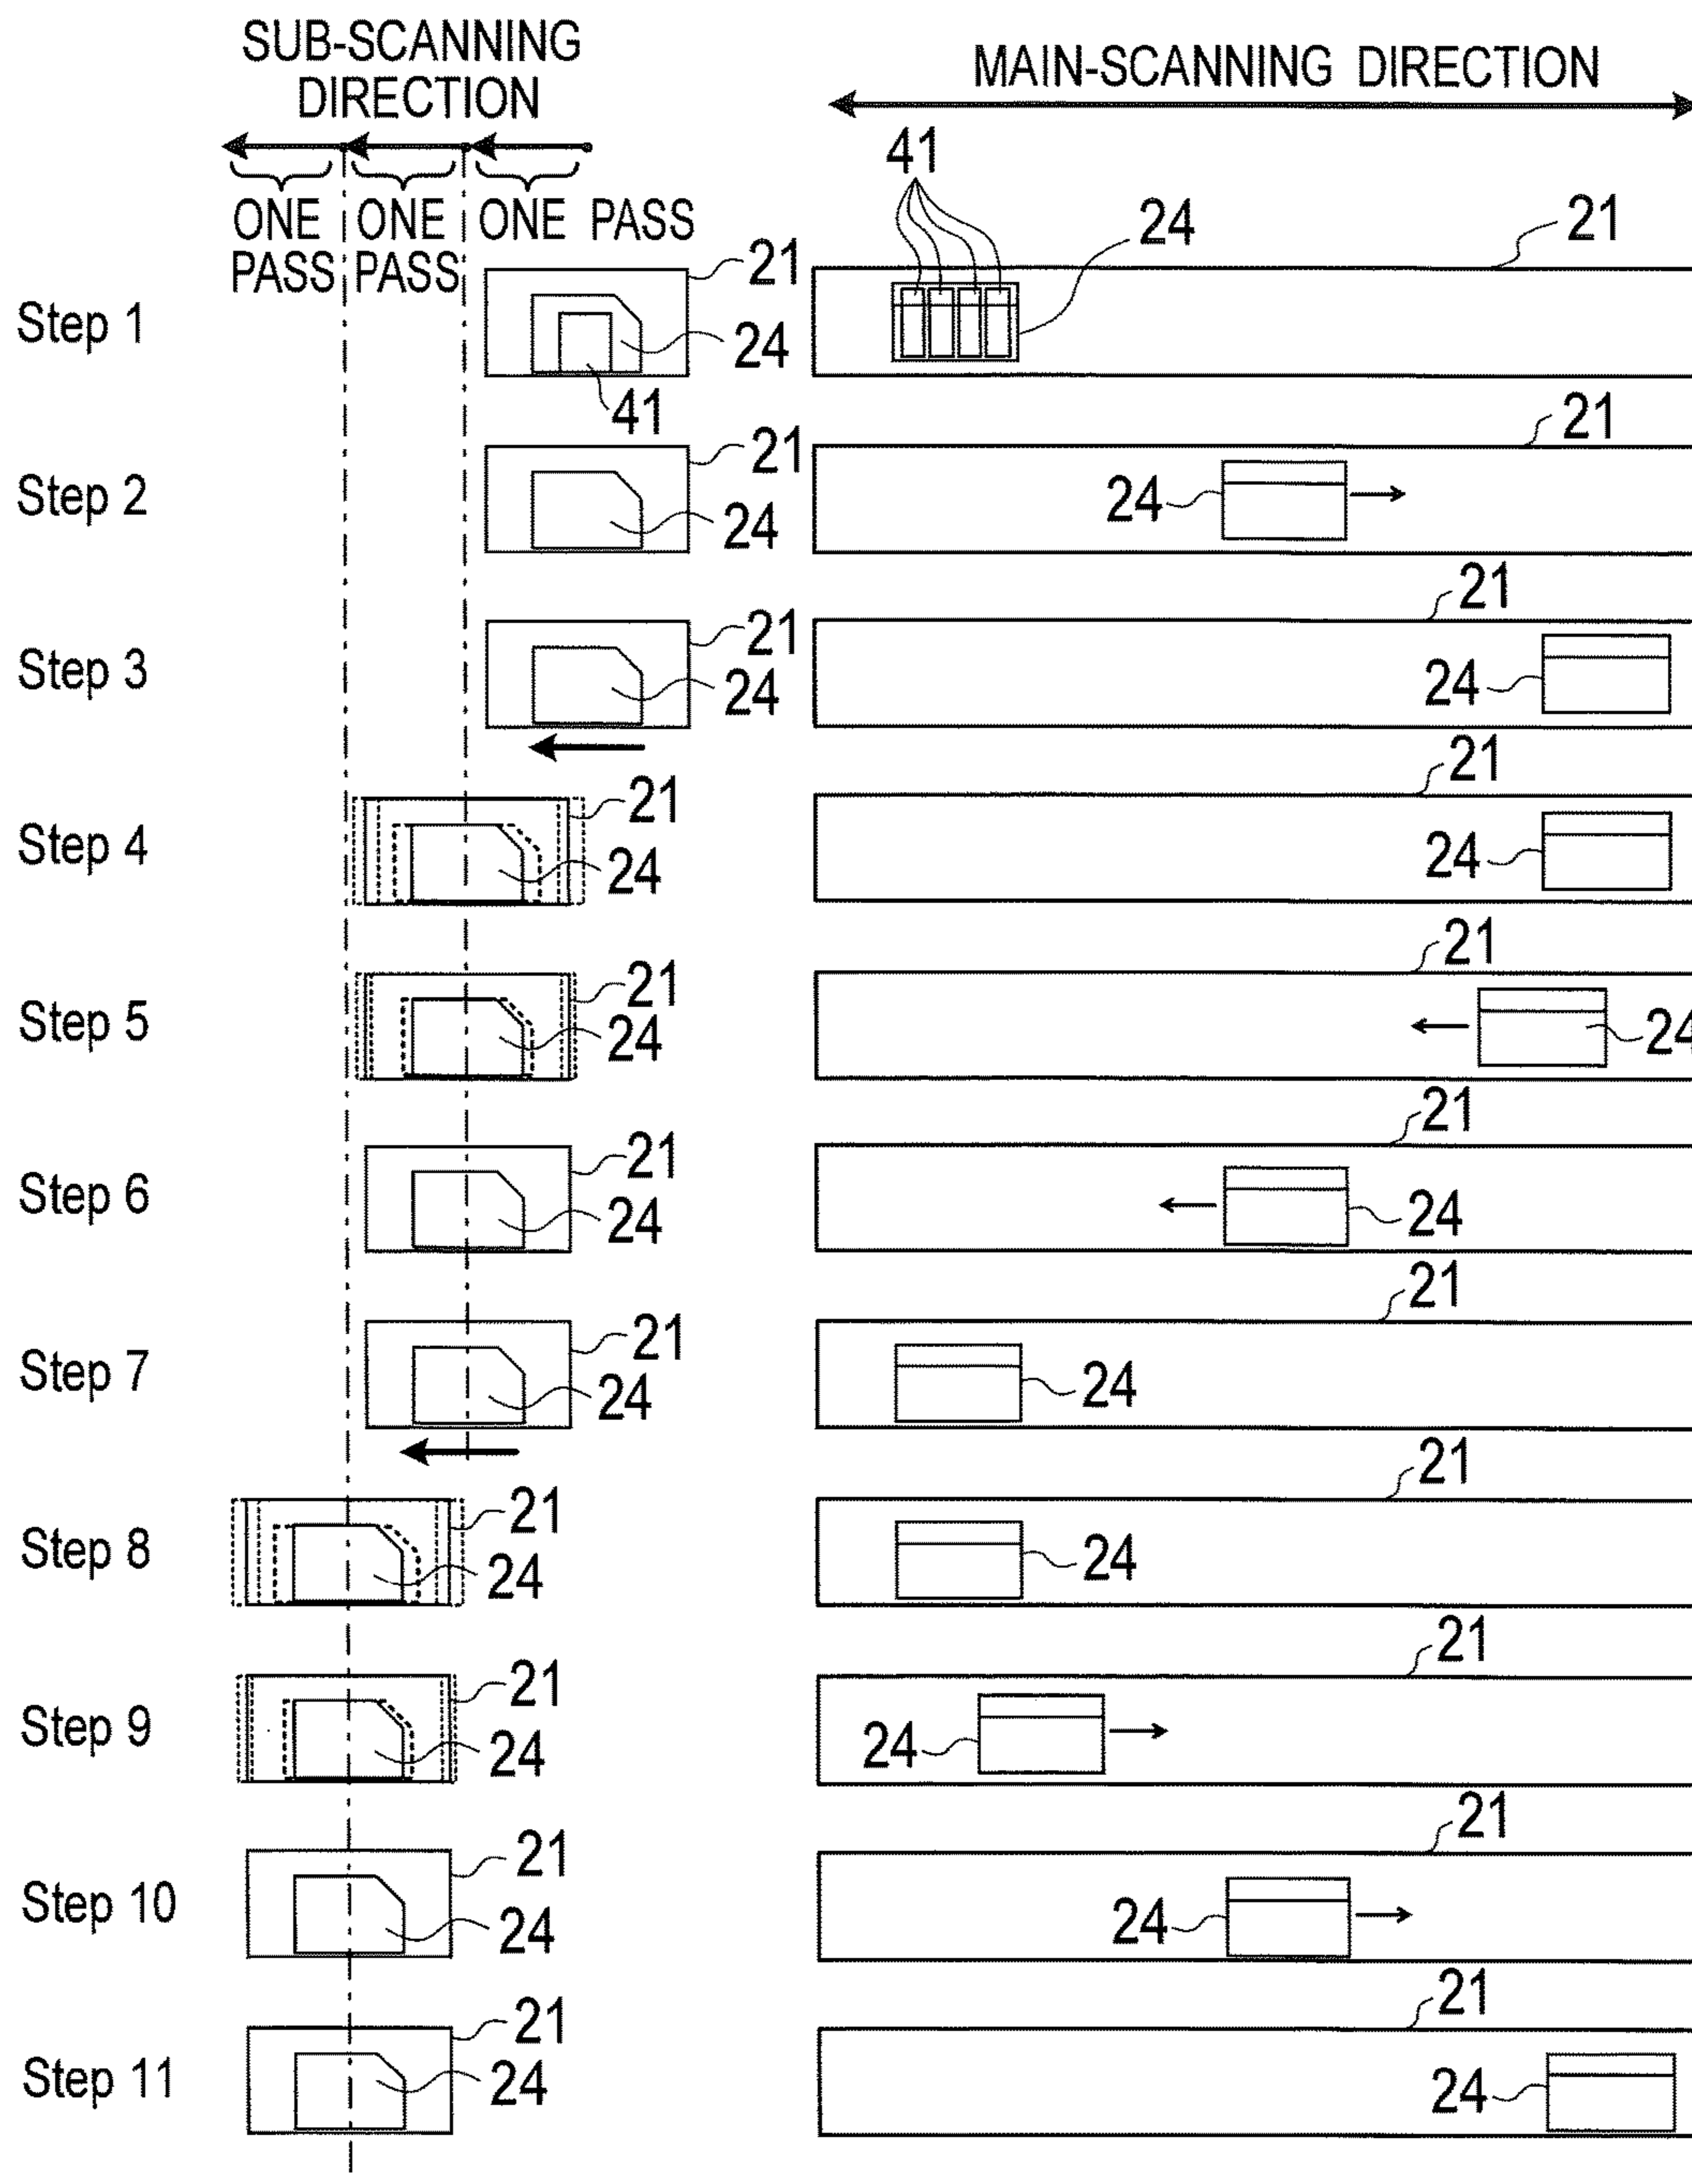 SUB-SCANNING
DIRECTION
MAIN-SCANNING DIRECTION
ONE ONE ONE PASS
PASS PASS
41
24
21
Step 1
21
24
41
Step 2
21
24
21
24
Step 3
21
24
21
24
Step 4
21
24
21
24
Step 5
21
24
21
24
Step 6
21
24
21
24
Step 7
21
24
21
24
Step 8
21
24
21
24
Step 9
21
24
21
24
Step 10
21
24
21
24
Step 11
21
24
21
24